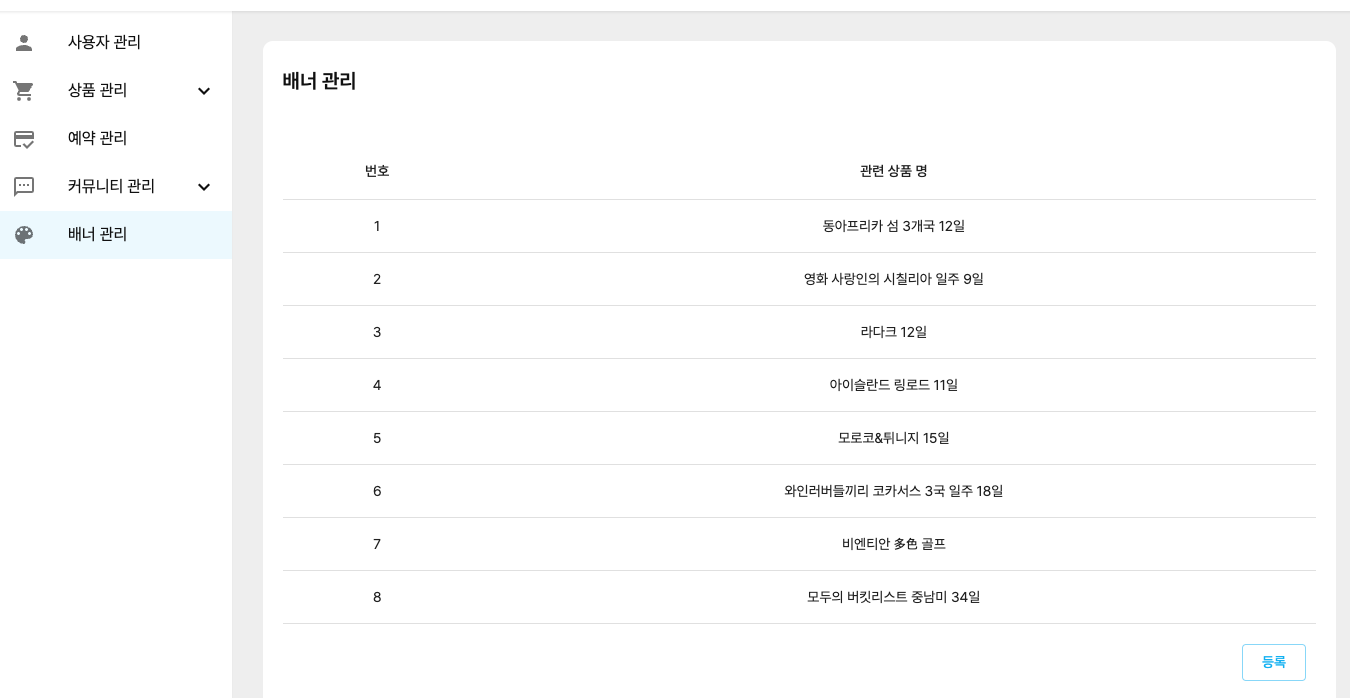 사용자 관리
상품 관리
예약 관리
커뮤니티 관리
배너 관리
배너 관리
번호 관련 상품 명
1 동아프리카 섬 3개국 12일
2 영화 사랑인의 시칠리아 일주 9일
3 라다크 12일
4 아이슬란드 링로드 11일
5 모로코&튀니지 15일
6 와인러버들끼리 코카서스 3국 일주 18일
7 비엔티안 多色 골프
8 모두의 버킷리스트 중남미 34일
등록